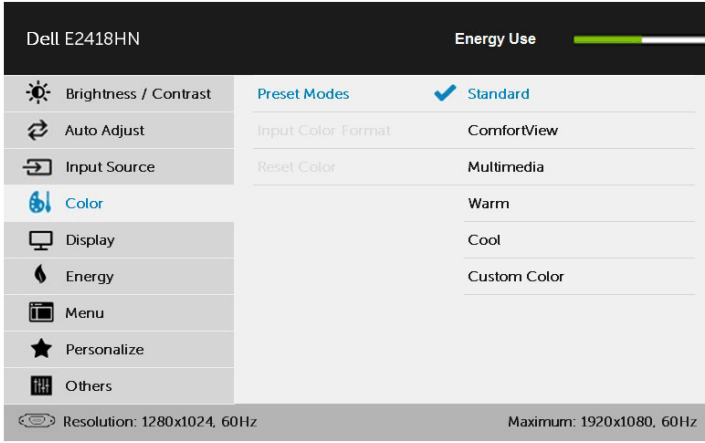 Dell E2418HN Energy Use
Brightness / Contrast Preset Modes Standard
Auto Adjust Input Color Format ComfortView
Input Source Reset Color Multimedia
Color Warm
Display Cool
Energy Custom Color
Menu
Personalize
Others
Resolution: 1280x1024, 60Hz Maximum: 1920x1080, 60Hz